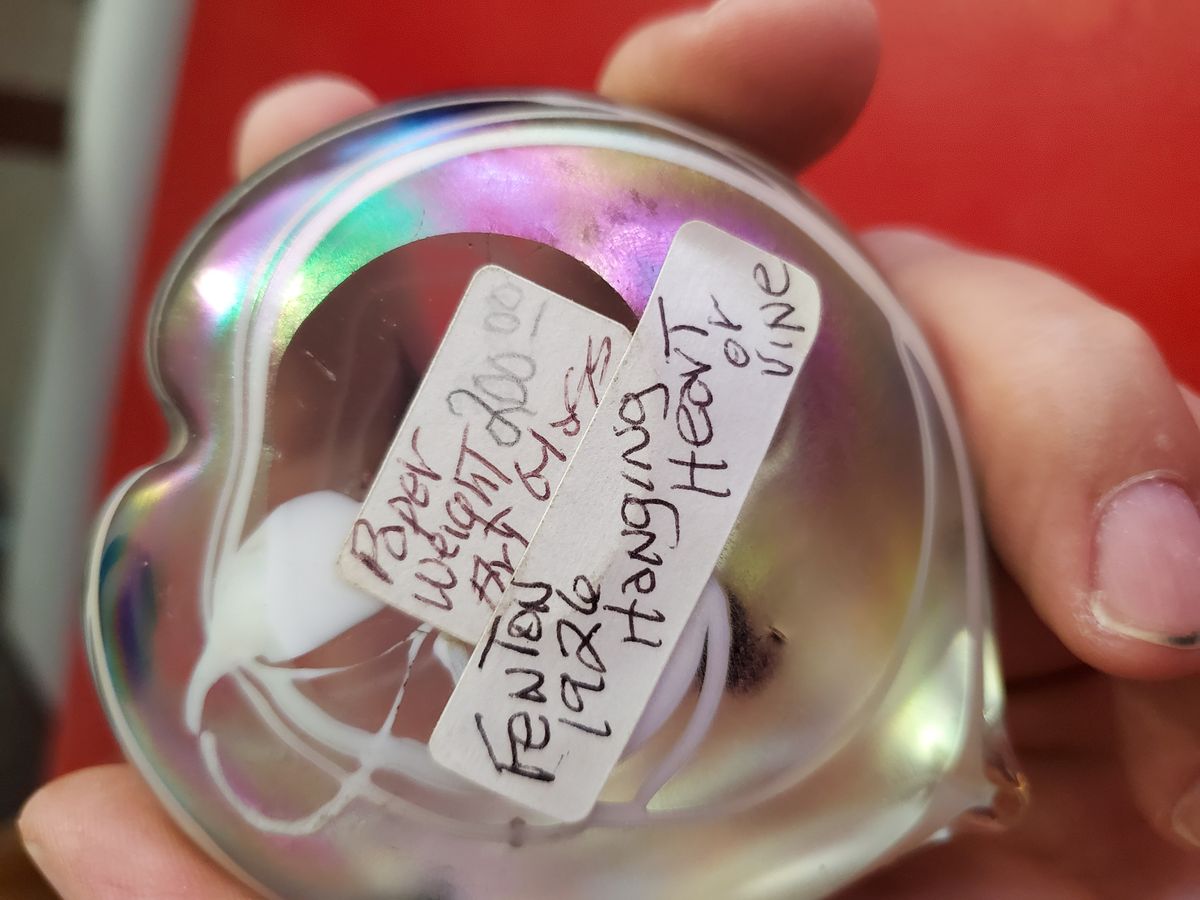 Paper
Weight 200.00
Art Glass
FENTON
1926
Hanging
Heart
or
VINE